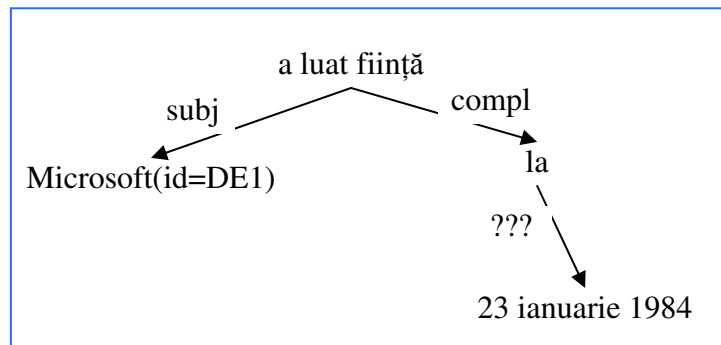 a luat ființă
subj
compl
Microsoft(id=DE1)
la
???
23 ianuarie 1984